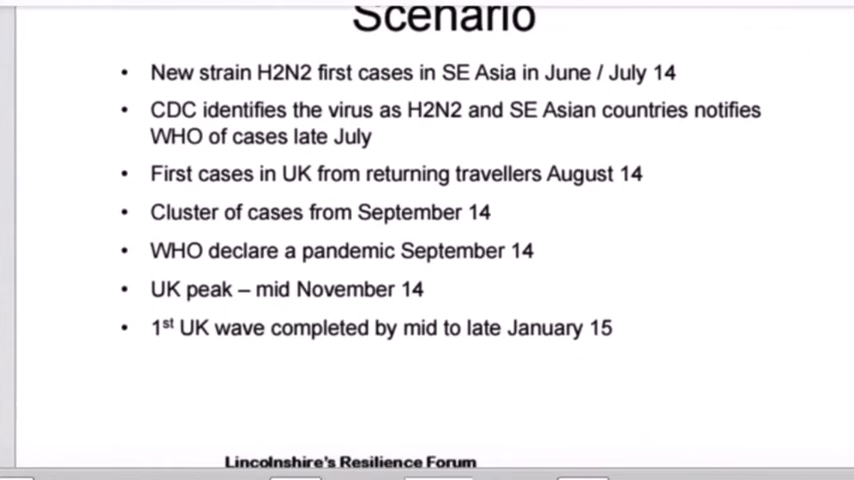 Scenario
• New strain H2N2 first cases in SE Asia in June / July 14
• CDC identifies the virus as H2N2 and SE Asian countries notifies
WHO of cases late July
• First cases in UK from returning travellers August 14
• Cluster of cases from September 14
• WHO declare a pandemic September 14
• UK peak – mid November 14
• 1st UK wave completed by mid to late January 15
Lincolnshire's Resilience Forum